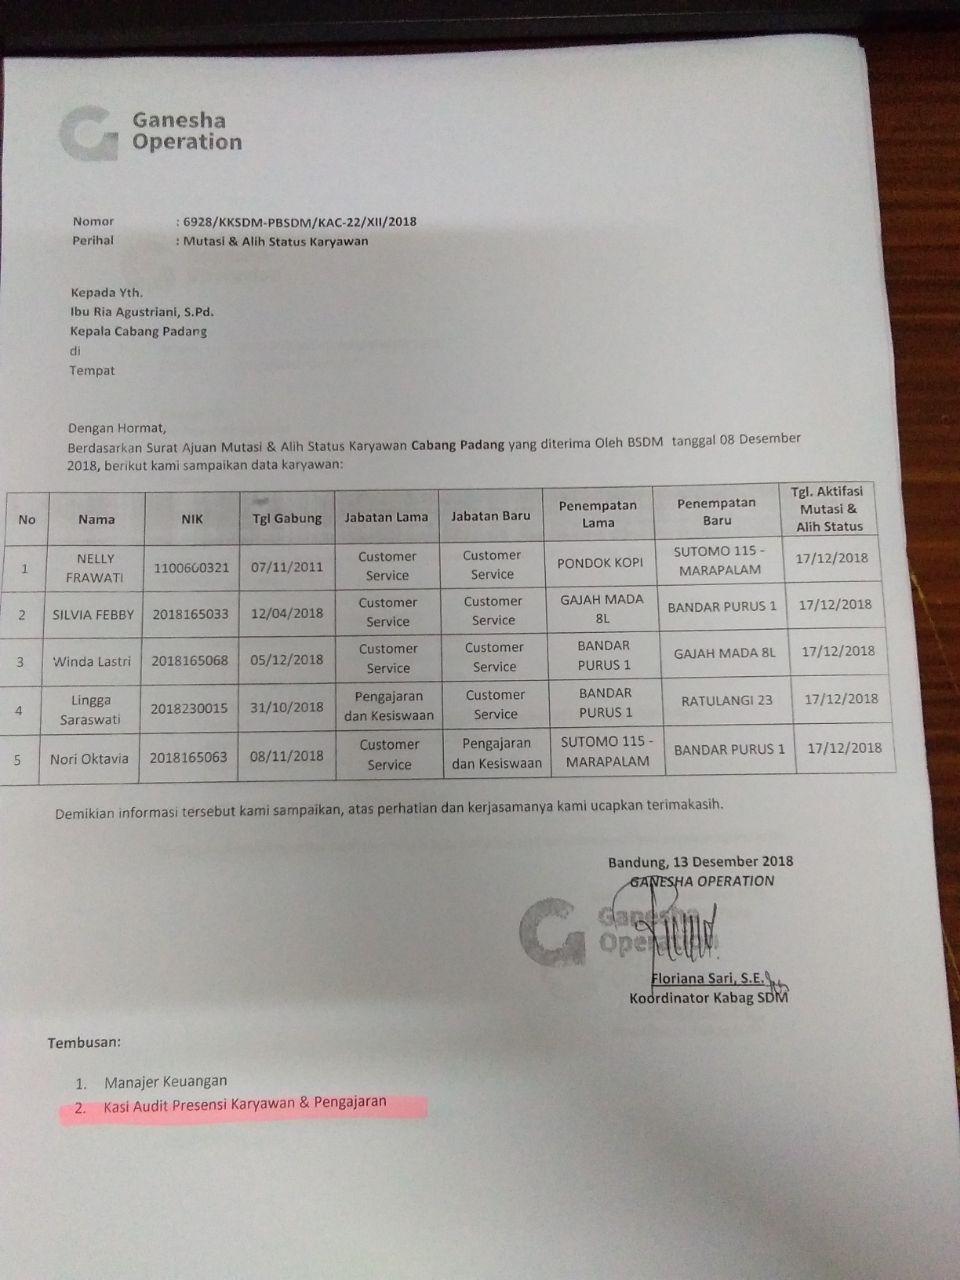 Ganesha
Operation
Nomor : 6928/KKSDM-PBSDM/KAC-22/XII/2018
Perihal : Mutasi & Alih Status Karyawan
Kepada Yth.
Ibu Ria Agustriani, S.Pd.
Kepala Cabang Padang
di
Tempat
Dengan Hormat,
Berdasarkan Surat Ajuan Mutasi & Alih Status Karyawan Cabang Padang yang diterima Oleh BSDM tanggal 08 Desember
2018, berikut kami sampaikan data karyawan:
No Nama NIK Tgl Gabung Jabatan Lama Jabatan Baru Penempatan Lama Penempatan Baru Tgl. Aktifasi Mutasi & Alih Status
1 NELLY FRAWATI 1100600321 07/11/2011 Customer Service Customer Service PONDOK KOPI SUTOMO 115 - MARAPALAM 17/12/2018
2 SILVIA FEBBY 2018165033 12/04/2018 Customer Service Customer Service GAJAH MADA 8L BANDAR PURUS 1 17/12/2018
3 Winda Lastri 2018165068 05/12/2018 Customer Service Customer Service BANDAR PURUS 1 GAJAH MADA 8L 17/12/2018
4 Lingga Saraswati 2018230015 31/10/2018 Pengajaran dan Kesiswaan Customer Service BANDAR PURUS 1 RATULANGI 23 17/12/2018
5 Nori Oktavia 2018165063 08/11/2018 Customer Service Pengajaran dan Kesiswaan SUTOMO 115 - MARAPALAM BANDAR PURUS 1 17/12/2018
Demikian informasi tersebut kami sampaikan, atas perhatian dan kerjasamanya kami ucapkan terimakasih.
Bandung, 13 Desember 2018
GANESHA OPERATION
Ganesha
Operation
Floriana Sari, S.E.
Koordinator Kabag SDM
Tembusan:
1. Manajer Keuangan
2. Kasi Audit Presensi Karyawan & Pengajaran